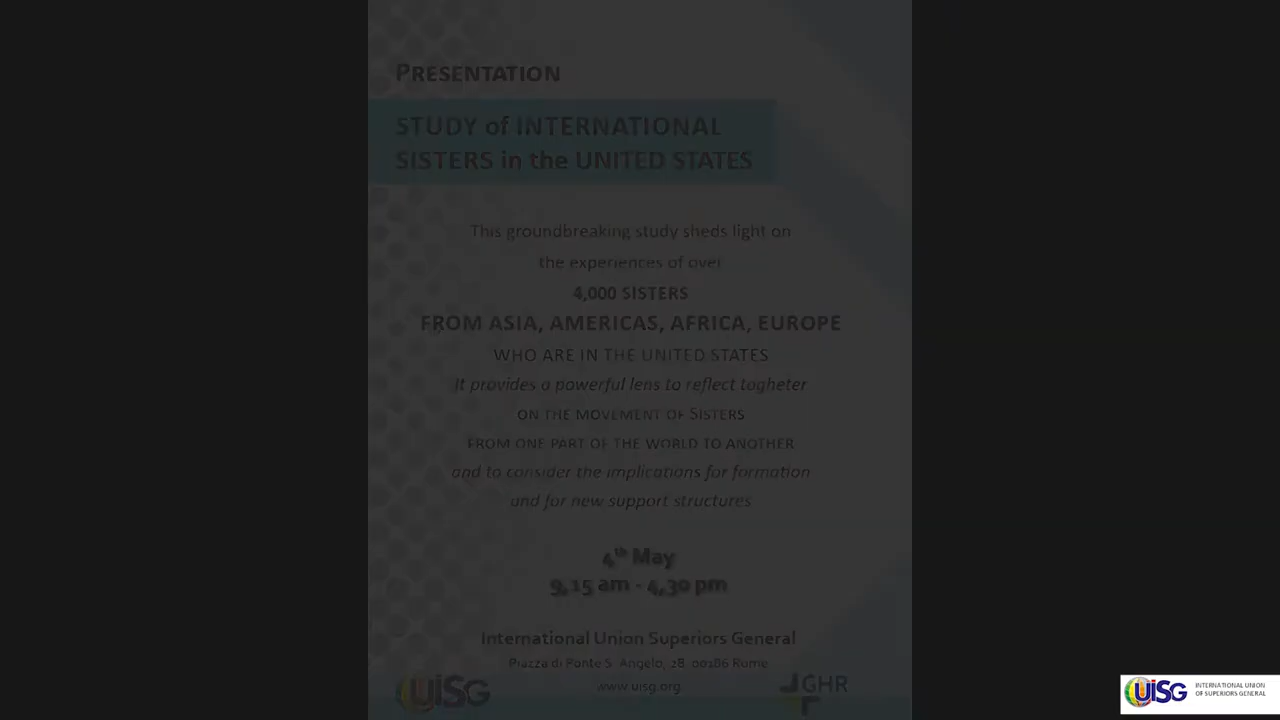 PRESENTATION
STUDY of INTERNATIONAL
SISTERS in the UNITED STATES
This groundbreaking study sheds light on
the experiences of over
4,000 SISTERS
FROM ASIA, AMERICAS, AFRICA, EUROPE
WHO ARE IN THE UNITED STATES
It provides a powerful lens to reflect togheter
ON THE MOVEMENT OF SISTERS
FROM ONE PART OF THE WORLD TO ANOTHER
and to consider the implications for formation
and for new support structures
4th May
9,15 am - 4,30 pm
International Union Superiors General
Piazza di Ponte S. Angelo, 28 00186 Rome
www.uisg.org
UISG
GHR
UISG
INTERNATIONAL UNION
OF SUPERIORS GENERAL